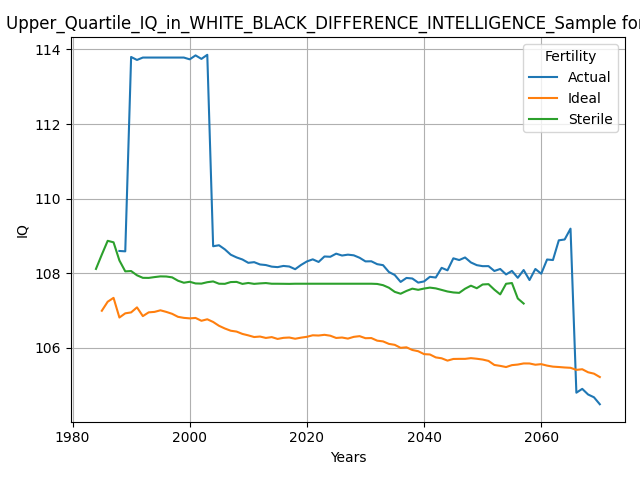 Upper_Quartile_IQ_in_WHITE_BLACK_DIFFERENCE_INTELLIGENCE_Sample for
Fertility
Actual
Ideal
Sterile
114
112
110
108
106
IQ
1980
2000
2020
2040
2060
Years